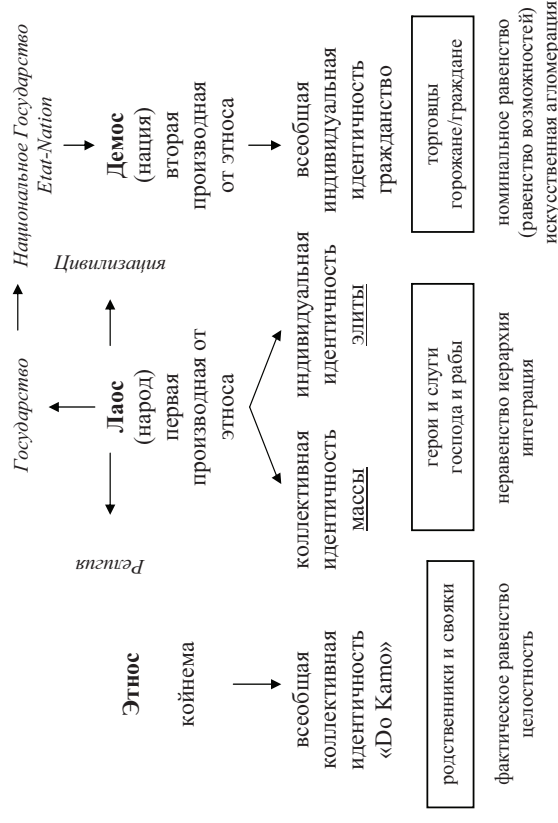 Государство
Национальное Государство
Etat-Nation
Религия
Цивилизация
Этнос
койнема
Лаос
(народ)
первая
производная от
этноса
Демос
(нация)
вторая
производная
от этноса
всеобщая
коллективная
идентичность
«Do Kamo»
коллективная
идентичность
массы
индивидуальная
идентичность
элиты
всеобщая
индивидуальная
идентичность
гражданство
родственники и свояки
герои и слуги
господа и рабы
торговцы
горожане/граждане
фактическое равенство
целостность
неравенство иерархия
интеграция
номинальное равенство
(равенство возможностей)
искусственная агломерация